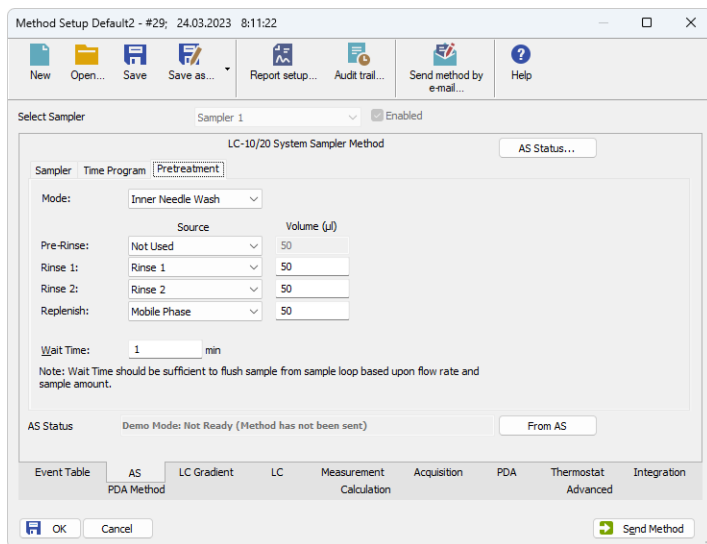 Method Setup Default2 - #29;   24.03.2023   8:11:22
New Open... Save Save as... Report setup... Audit trail... Send method by e-mail... Help
Select Sampler Sampler 1 Enabled
LC-10/20 System Sampler Method AS Status...
Sampler Time Program Pretreatment
Mode: Inner Needle Wash
Source Volume (µl)
Pre-Rinse: Not Used 50
Rinse 1: Rinse 1 50
Rinse 2: Rinse 2 50
Replenish: Mobile Phase 50
Wait Time: 1 min
Note: Wait Time should be sufficient to flush sample from sample loop based upon flow rate and
sample amount.
AS Status Demo Mode: Not Ready (Method has not been sent) From AS
Event Table AS LC Gradient LC Measurement Acquisition PDA Thermostat Integration
PDA Method Calculation Advanced
OK Cancel Send Method